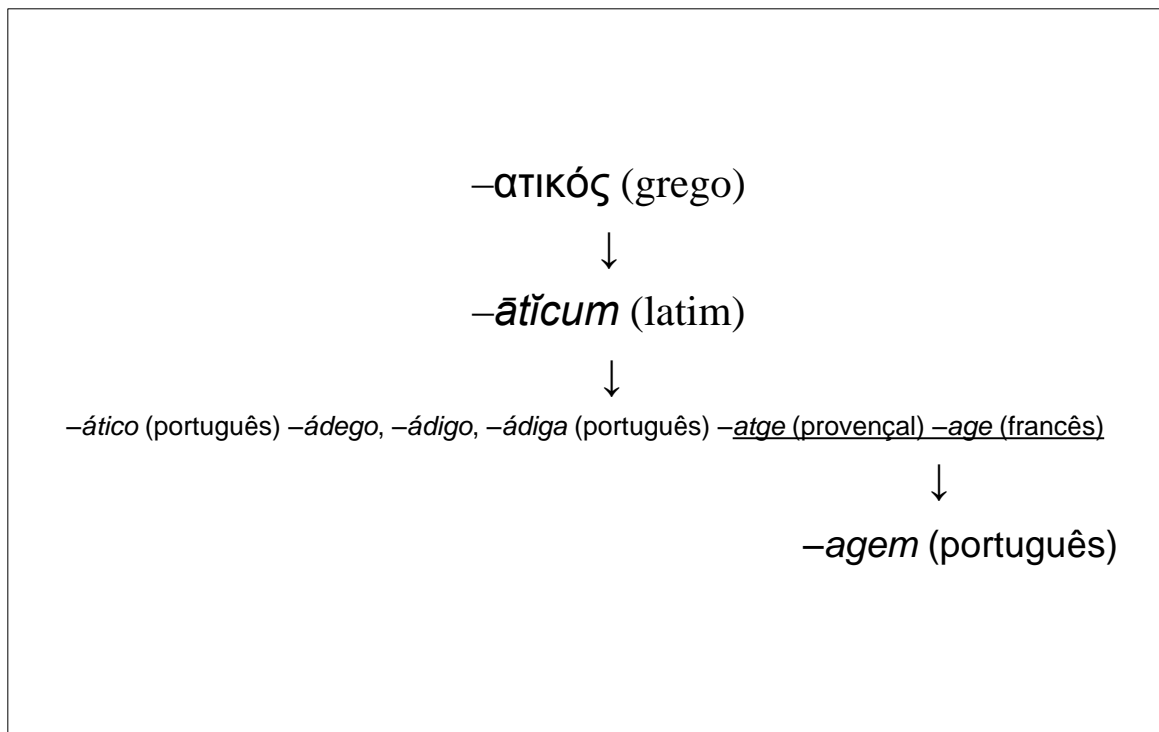 –ατικός (grego)
↓
–ātĭcum (latim)
↓
–ático (português) –ádego, –ádigo, –ádiga (português) –atge (provençal) –age (francês)
↓
–agem (português)